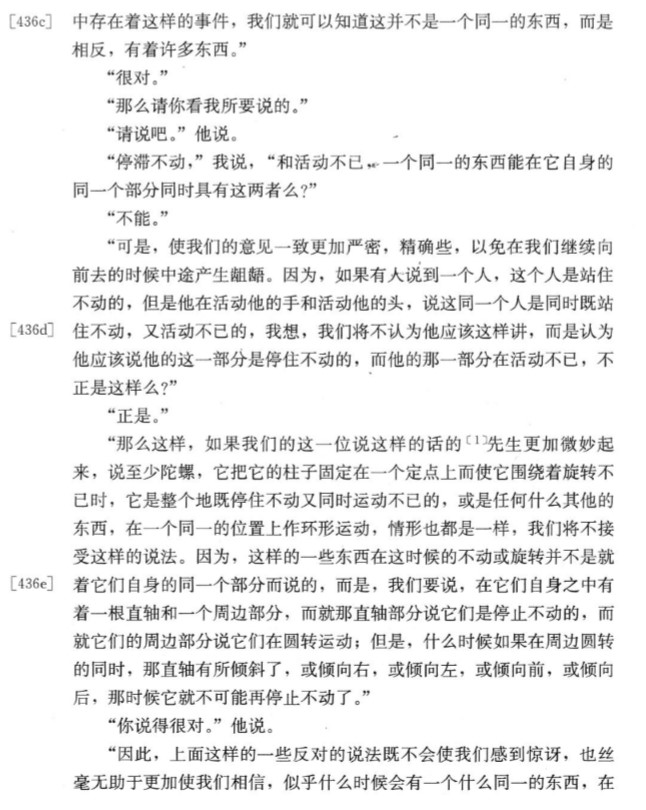 [436c] 中存在着这样的事件，我们就可以知道这并不是一个同一的东西，而是
相反，有着许多东西。”
“很对。”
“那么请你看我所要说的。”
“请说吧。”他说。
“停滞不动，”我说，“和活动不已，一个同一的东西能在它自身的
同一个部分同时具有这两者么？”
“不能。”
“可是，使我们的意见一致更加严密，精确些，以免在我们继续向
前去的时候中途产生龃龉。因为，如果有人说到一个人，这个人是站住
不动的，但是他在活动他的手和活动他的头，说这同一个人是同时既站
[436d] 住不动，又活动不已的，我想，我们将不认为他应该这样讲，而是认为
他应该说他的这一部分是停住不动的，而他的那一部分在活动不已，不
正是这样么？”
“正是。”
“那么这样，如果我们的这一位说这样的话的〔1〕先生更加微妙起
来，说至少陀螺，它把它的柱子固定在一个定点上而使它围绕着旋转不
已时，它是整个地既停住不动又同时运动不已的，或是任何什么其他的
东西，在一个同一的位置上作环形运动，情形也都是一样，我们将不接
受这样的说法。因为，这样的一些东西在这时候的不动或旋转并不是就
[436e] 着它们自身的同一个部分而说的，而是，我们要说，在它们自身之中有
着一根直轴和一个周边部分，而就那直轴部分说它们是停止不动的，而
就它们的周边部分说它们在圆转运动；但是，什么时候如果在周边圆转
的同时，那直轴有所倾斜了，或倾向右，或倾向左，或倾向前，或倾向
后，那时候它就不可能再停止不动了。”
“你说得很对。”他说。
“因此，上面这样的一些反对的说法既不会使我们感到惊讶，也丝
毫无助于更加使我们相信，似乎什么时候会有一个什么同一的东西，在